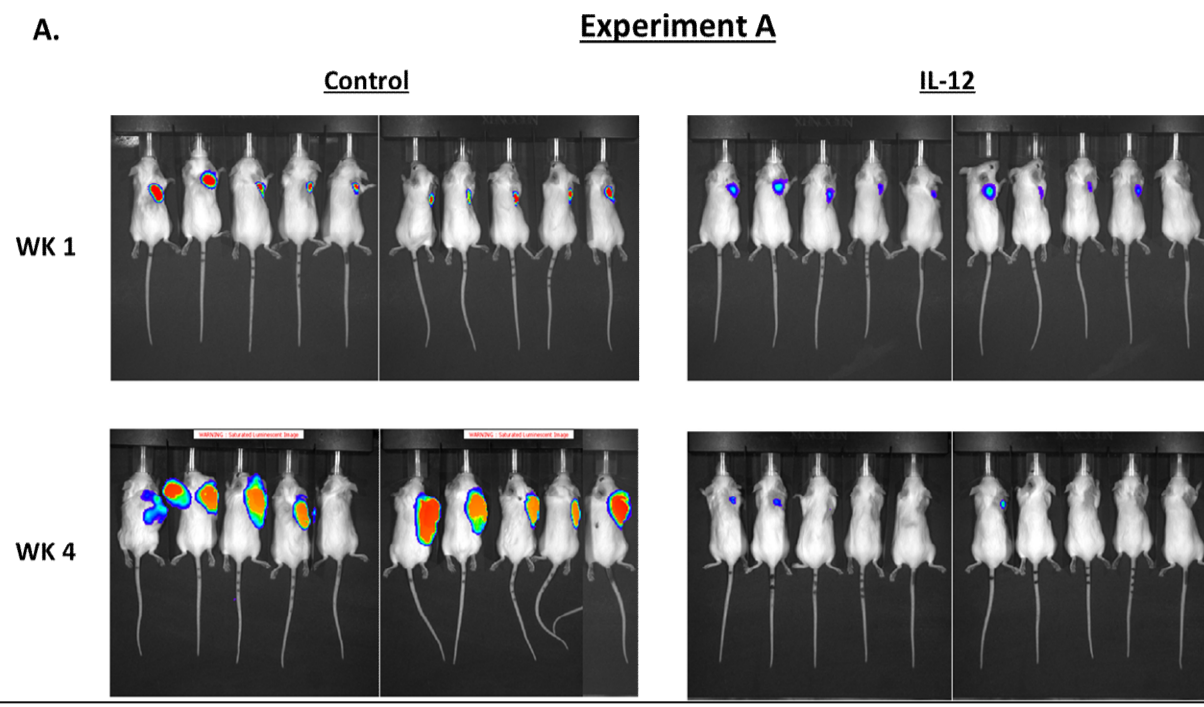 A.
Experiment A
Control
IL-12
WK 1
WARNING : Saturated Luminescent Image
WARNING : Saturated Luminescent Image
WK 4